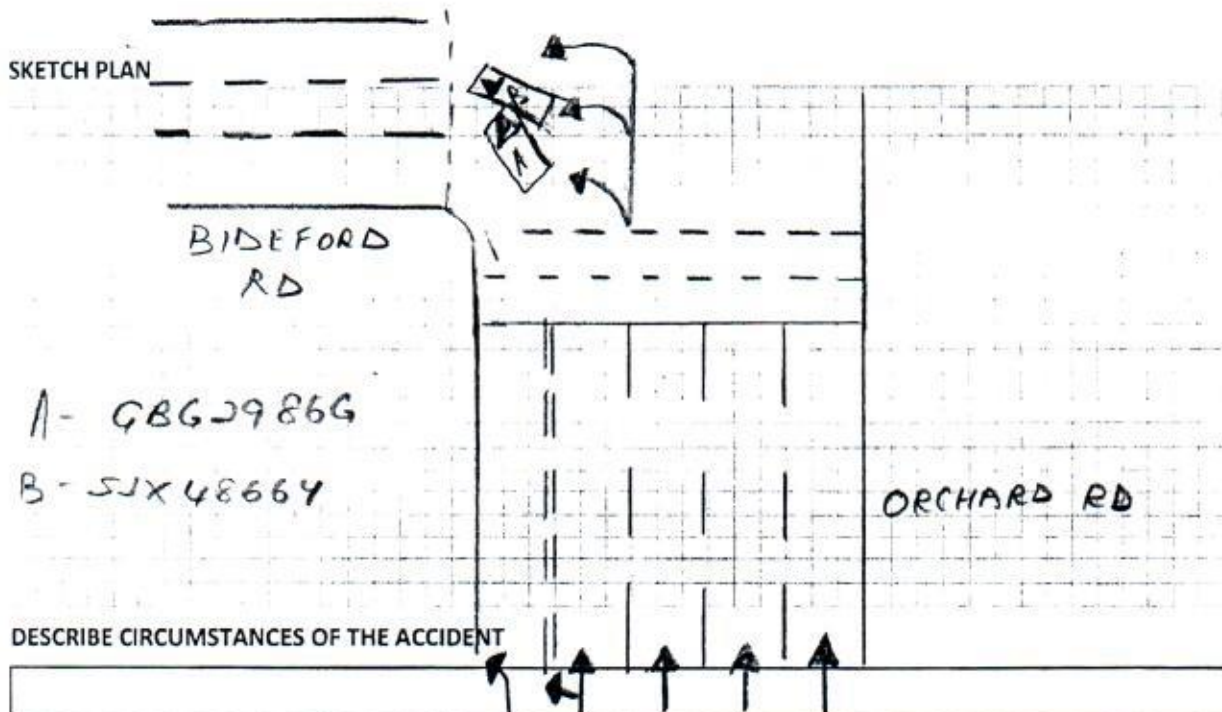 SKETCH PLAN
B
A
BIDEFORD
RD
A - GBG2986G
B - SJX4866Y
ORCHARD RD
DESCRIBE CIRCUMSTANCES OF THE ACCIDENT